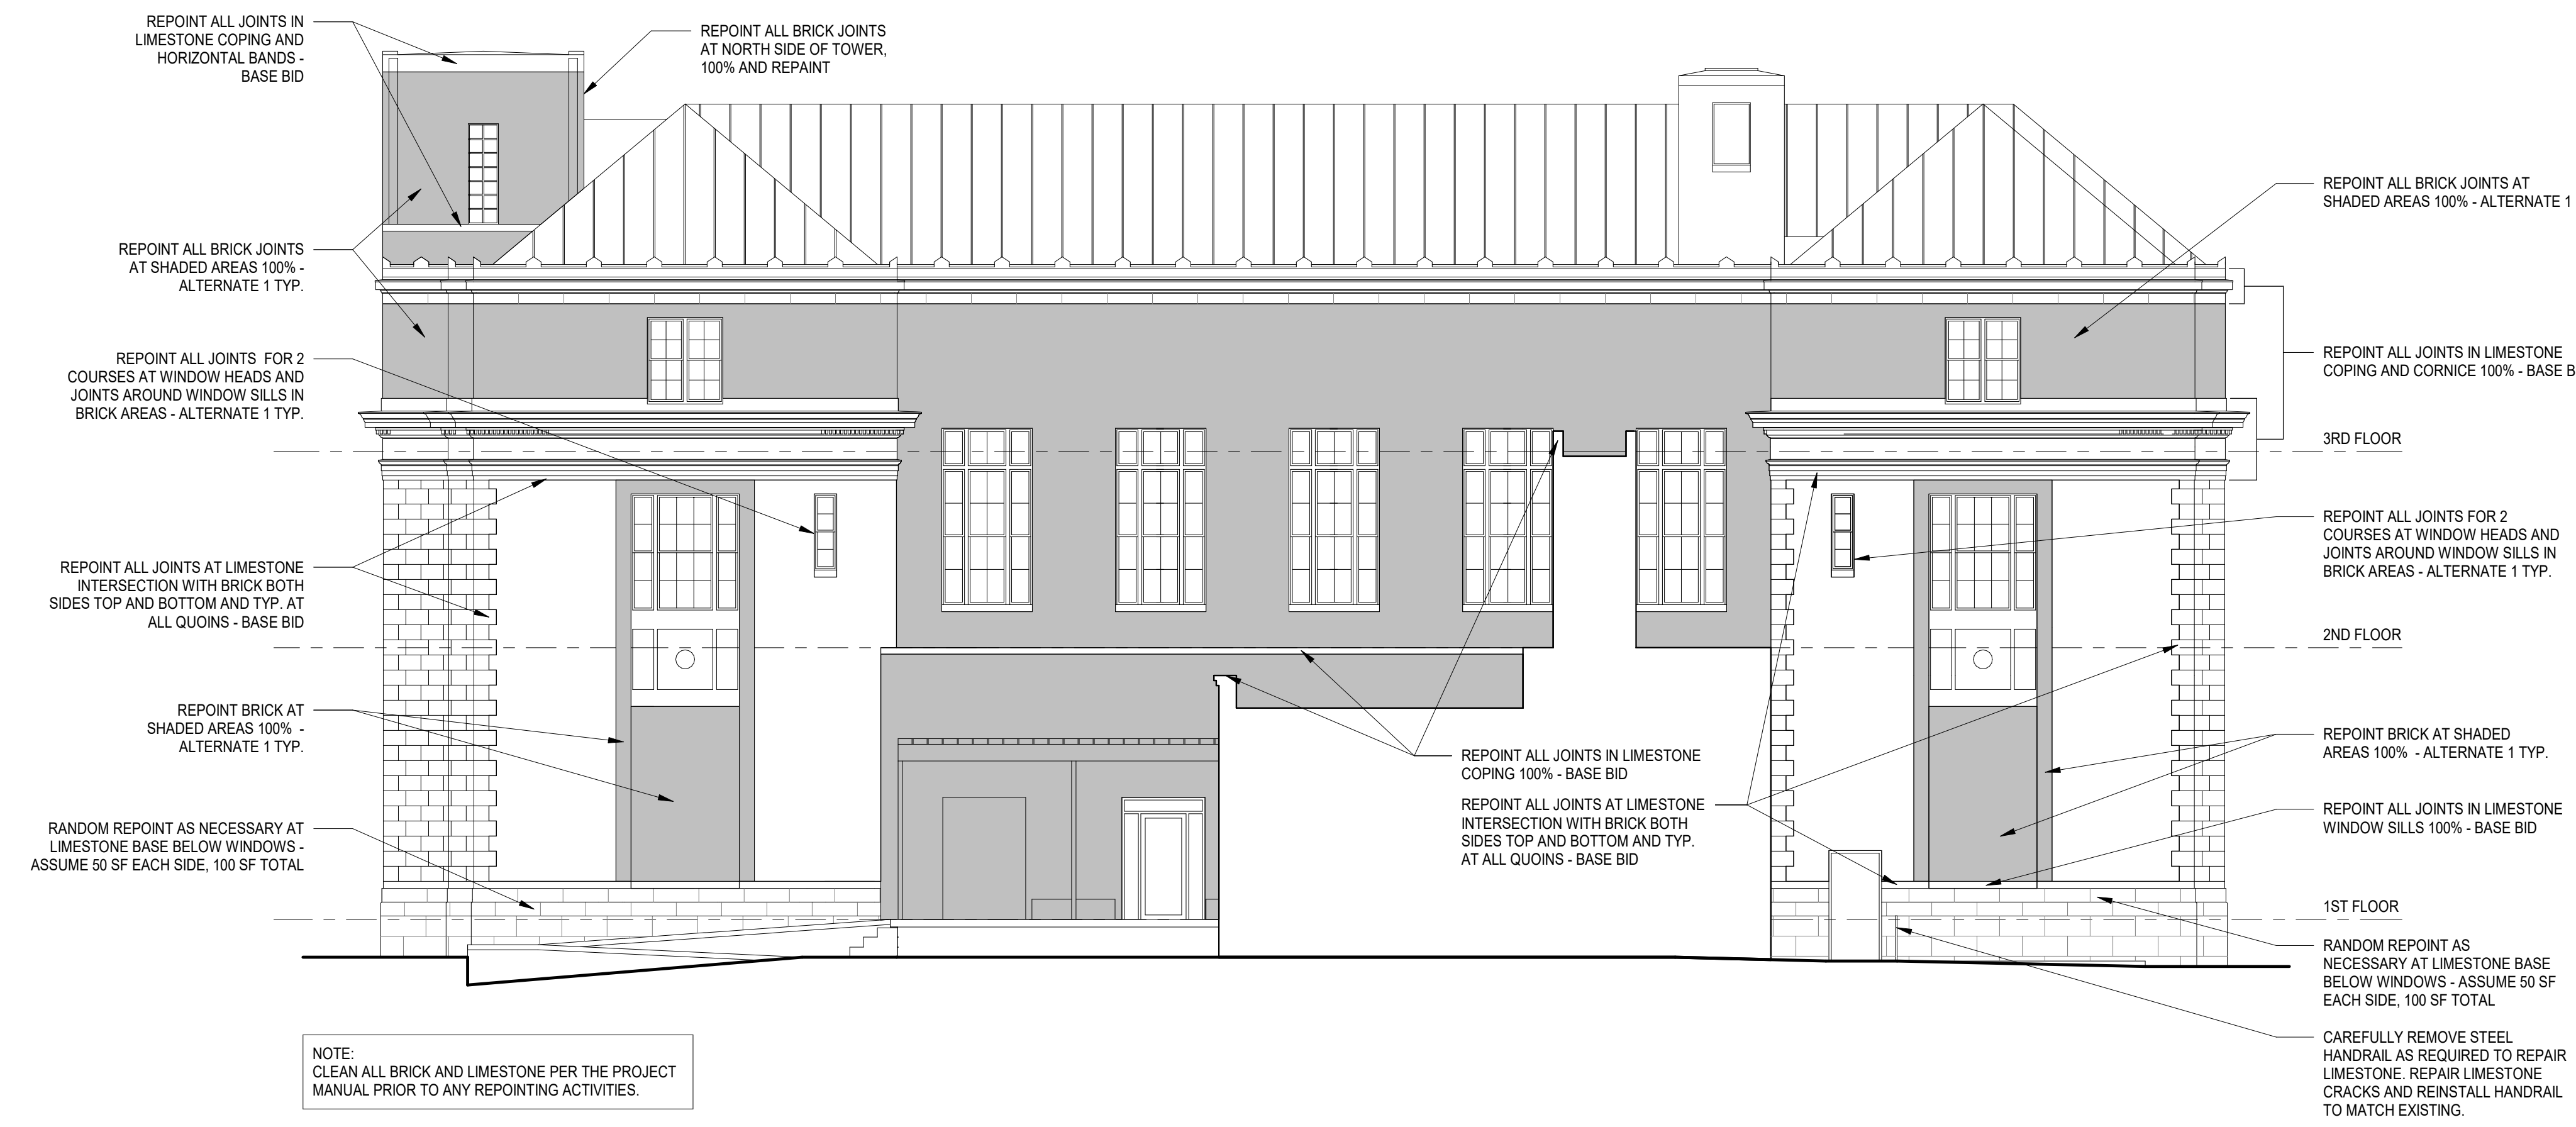 REPOINT ALL JOINTS IN
LIMESTONE COPING AND
HORIZONTAL BANDS -
BASE BID
REPOINT ALL BRICK JOINTS
AT NORTH SIDE OF TOWER,
100% AND REPAINT
REPOINT ALL BRICK JOINTS
AT SHADED AREAS 100% -
ALTERNATE 1 TYP.
REPOINT ALL JOINTS FOR 2
COURSES AT WINDOW HEADS AND
JOINTS AROUND WINDOW SILLS IN
BRICK AREAS - ALTERNATE 1 TYP.
REPOINT ALL JOINTS AT LIMESTONE
INTERSECTION WITH BRICK BOTH
SIDES TOP AND BOTTOM AND TYP. AT
ALL QUOINS - BASE BID
REPOINT BRICK AT
SHADED AREAS 100% -
ALTERNATE 1 TYP.
RANDOM REPOINT AS NECESSARY AT
LIMESTONE BASE BELOW WINDOWS -
ASSUME 50 SF EACH SIDE, 100 SF TOTAL
NOTE:
CLEAN ALL BRICK AND LIMESTONE PER THE PROJECT
MANUAL PRIOR TO ANY REPOINTING ACTIVITIES.
REPOINT ALL JOINTS IN LIMESTONE
COPING 100% - BASE BID
REPOINT ALL JOINTS AT LIMESTONE
INTERSECTION WITH BRICK BOTH
SIDES TOP AND BOTTOM AND TYP.
AT ALL QUOINS - BASE BID
REPOINT ALL BRICK JOINTS AT
SHADED AREAS 100% - ALTERNATE 1
REPOINT ALL JOINTS IN LIMESTONE
COPING AND CORNICE 100% - BASE B
3RD FLOOR
REPOINT ALL JOINTS FOR 2
COURSES AT WINDOW HEADS AND
JOINTS AROUND WINDOW SILLS IN
BRICK AREAS - ALTERNATE 1 TYP.
2ND FLOOR
REPOINT BRICK AT SHADED
AREAS 100% - ALTERNATE 1 TYP.
REPOINT ALL JOINTS IN LIMESTONE
WINDOW SILLS 100% - BASE BID
1ST FLOOR
RANDOM REPOINT AS
NECESSARY AT LIMESTONE BASE
BELOW WINDOWS - ASSUME 50 SF
EACH SIDE, 100 SF TOTAL
CAREFULLY REMOVE STEEL
HANDRAIL AS REQUIRED TO REPAIR
LIMESTONE. REPAIR LIMESTONE
CRACKS AND REINSTALL HANDRAIL
TO MATCH EXISTING.